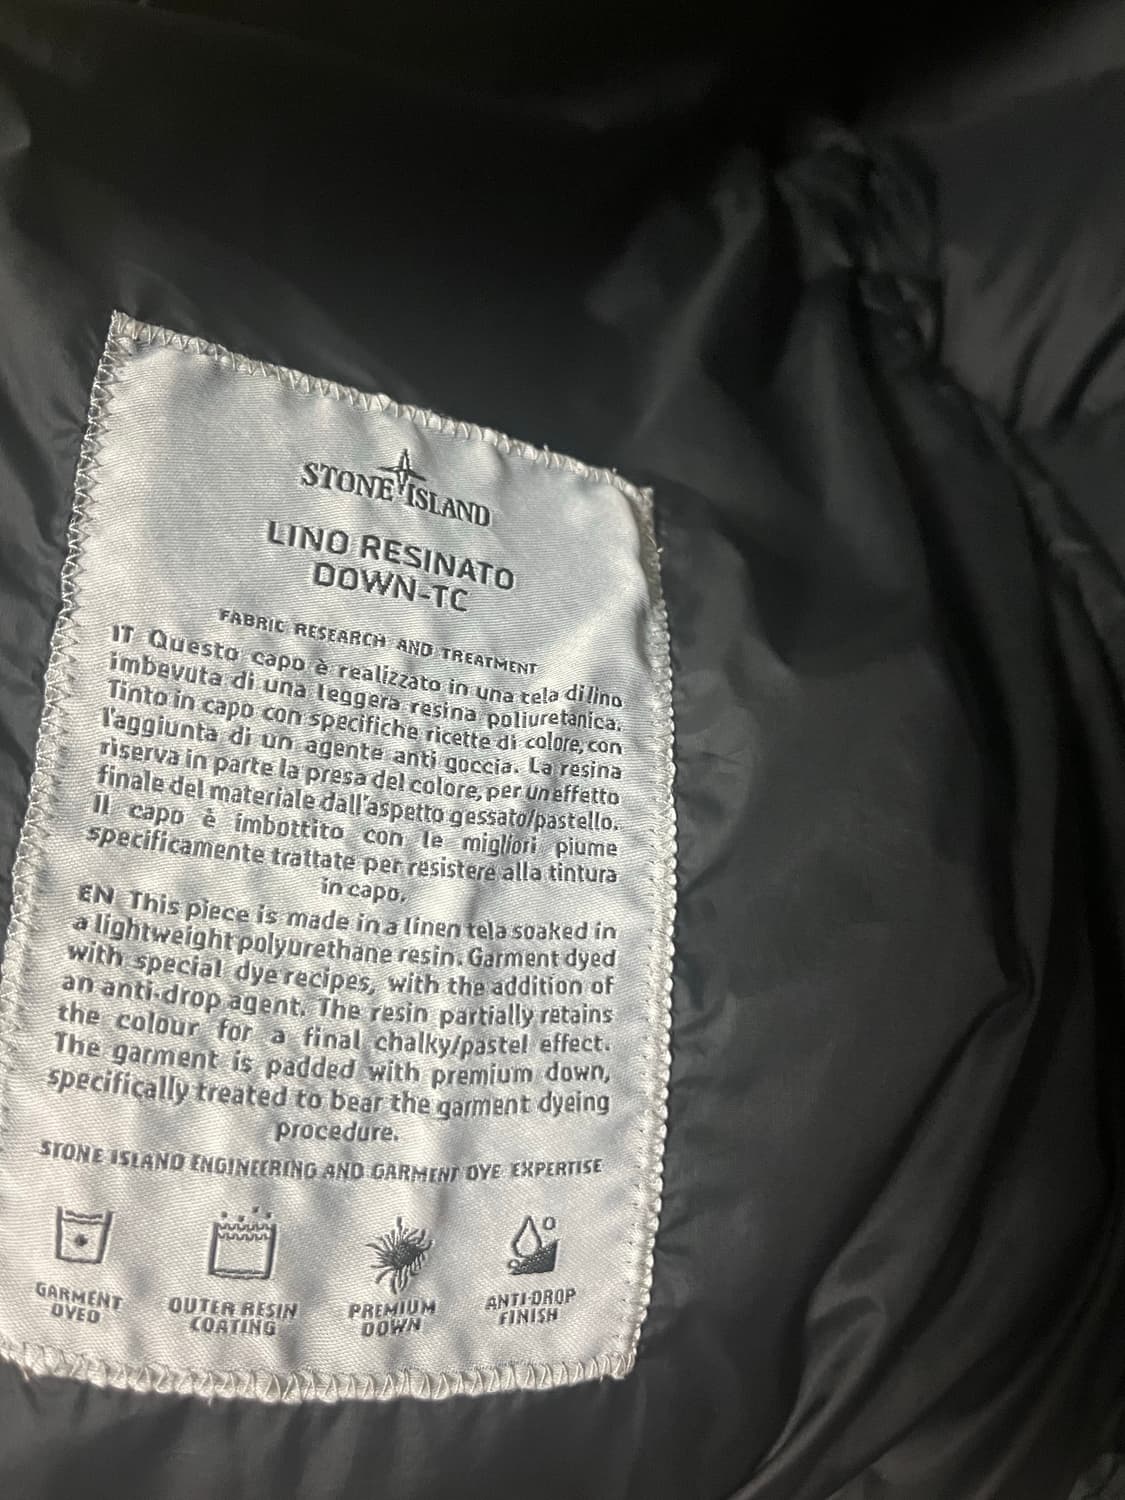 STONE ISLAND
LINO RESINATO
DOWN-TC
FABRIC RESEARCH AND TREATMENT
IT Questo capo è realizzato in una tela di lino
imbevuta di una leggera resina poliuretanica.
Tinto in capo con specifiche ricette di colore, con
l'aggiunta di un agente anti goccia. La resina
riserva in parte la presa del colore, per un effetto
finale del materiale dall'aspetto gessato/pastello.
Il capo è imbottito con le migliori piume
specificamente trattate per resistere alla tintura
in capo.
EN This piece is made in a linen tela soaked in
a lightweight polyurethane resin. Garment dyed
with special dye recipes, with the addition of
an anti-drop agent. The resin partially retains
the colour for a final chalky/pastel effect.
The garment is padded with premium down,
specifically treated to bear the garment dyeing
procedure.
STONE ISLAND ENGINEERING AND GARMENT DYE EXPERTISE
GARMENT
DYED
OUTER RESIN
COATING
PREMIUM
DOWN
ANTI-DROP
FINISH